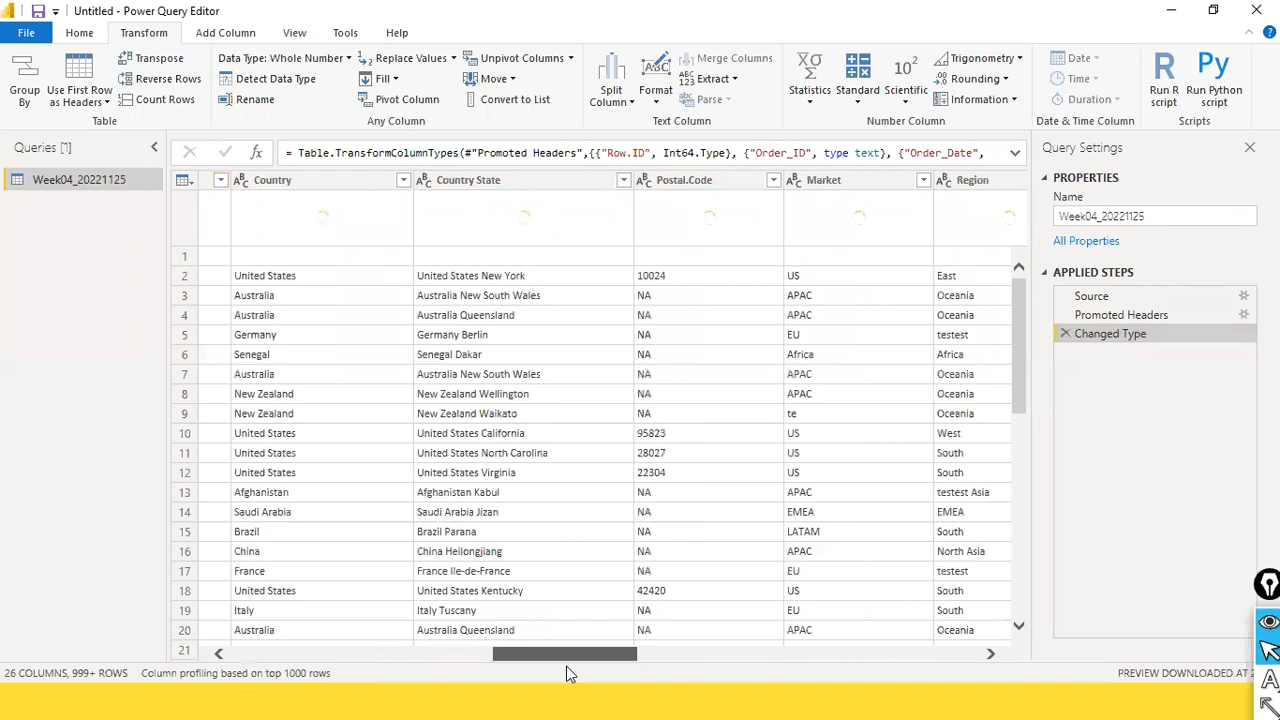 Untitled - Power Query Editor
File Home Transform Add Column View Tools Help
Group By
Use First Row as Headers
Transpose
Reverse Rows
Count Rows
Table
Data Type: Whole Number
Detect Data Type
Rename
Replace Values
Fill
Pivot Column
Unpivot Columns
Move
Convert to List
Any Column
Split Column
Format
Merge Columns
Extract
Parse
Text Column
Statistics
Standard
Scientific
Trigonometry
Rounding
Information
Number Column
Date
Time
Duration
Date & Time Column
Run R script
Run Python script
Scripts
Queries [1]
Week04_20221125
= Table.TransformColumnTypes(#"Promoted Headers",{{"Row.ID", Int64.Type}, {"Order_ID", type text}, {"Order_Date",
Country Country State Postal.Code Market Region
1
2 United States United States New York 10024 US East
3 Australia Australia New South Wales NA APAC Oceania
4 Australia Australia Queensland NA APAC Oceania
5 Germany Germany Berlin NA EU testest
6 Senegal Senegal Dakar NA Africa Africa
7 Australia Australia New South Wales NA APAC Oceania
8 New Zealand New Zealand Wellington NA APAC Oceania
9 New Zealand New Zealand Waikato NA te Oceania
10 United States United States California 95823 US West
11 United States United States North Carolina 28027 US South
12 United States United States Virginia 22304 US South
13 Afghanistan Afghanistan Kabul NA APAC testest Asia
14 Saudi Arabia Saudi Arabia Jizan NA EMEA EMEA
15 Brazil Brazil Parana NA LATAM South
16 China China Heilongjiang NA APAC North Asia
17 France France Ile-de-France NA EU testest
18 United States United States Kentucky 42420 US South
19 Italy Italy Tuscany NA EU South
20 Australia Australia Queensland NA APAC Oceania
21
Query Settings
PROPERTIES
Name
Week04_20221125
All Properties
APPLIED STEPS
Source
Promoted Headers
Changed Type
26 COLUMNS, 999+ ROWS Column profiling based on top 1000 rows
PREVIEW DOWNLOADED AT 2